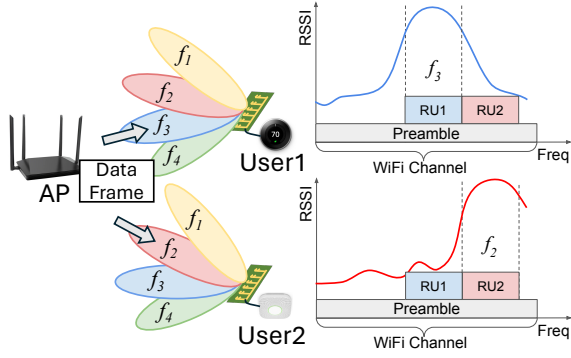 f1
f2
f3
f4
70
User1
AP
Data
Frame
f1
f2
f3
f4
User2
RSSI
f3
RU1
RU2
Preamble
Freq
WiFi Channel
RSSI
f2
RU1
RU2
Preamble
Freq
WiFi Channel